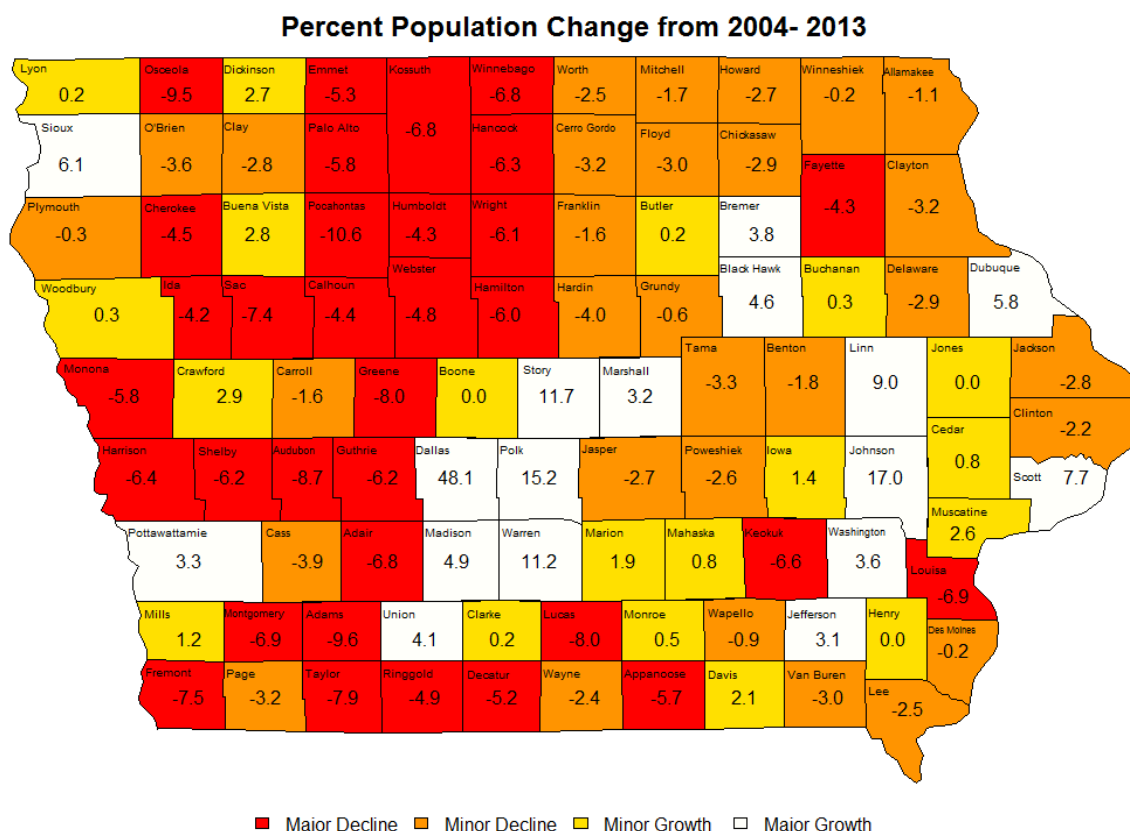 Percent Population Change from 2004- 2013
Lyon Osceola Dickinson Emmet Kossuth Winnebago Worth Mitchell Howard Winneshiek Allamakee
0.2 -9.5 2.7 -5.3 -6.8 -2.5 -1.7 -2.7 -0.2 -1.1
Sioux O'Brien Clay Palo Alto Hancock Cerro Gordo Floyd Chickasaw
6.1 -3.6 -2.8 -5.8 -6.8 -6.3 -3.2 -3.0 -2.9
Fayette Clayton
-4.3 -3.2
Plymouth Cherokee Buena Vista Pocahontas Humboldt Wright Franklin Butler Bremer
-0.3 -4.5 2.8 -10.6 -4.3 -6.1 -1.6 0.2 3.8
Woodbury Ida Sac Calhoun Webster Hamilton Hardin Grundy Black Hawk Buchanan Delaware Dubuque
0.3 -4.2 -7.4 -4.4 -4.8 -6.0 -4.0 -0.6 4.6 0.3 -2.9 5.8
Monona Crawford Carroll Greene Boone Story Marshall Tama Benton Linn Jones Jackson
-5.8 2.9 -1.6 -8.0 0.0 11.7 3.2 -3.3 -1.8 9.0 0.0 -2.8
Clinton
-2.2
Harrison Shelby Audubon Guthrie Dallas Polk Jasper Poweshiek Iowa Johnson Cedar Scott
-6.4 -6.2 -8.7 -6.2 48.1 15.2 -2.7 -2.6 1.4 17.0 0.8 7.7
Muscatine
2.6
Pottawattamie Cass Adair Madison Warren Marion Mahaska Keokuk Washington Louisa
3.3 -3.9 -6.8 4.9 11.2 1.9 0.8 -6.6 3.6 -6.9
Mills Montgomery Adams Union Clarke Lucas Monroe Wapello Jefferson Henry Des Moines
1.2 -6.9 -9.6 4.1 0.2 -8.0 0.5 -0.9 3.1 0.0 -0.2
Fremont Page Taylor Ringgold Decatur Wayne Appanoose Davis Van Buren Lee
-7.5 -3.2 -7.9 -4.9 -5.2 -2.4 -5.7 2.1 -3.0 -2.5
Major Decline Minor Decline Minor Growth Major Growth